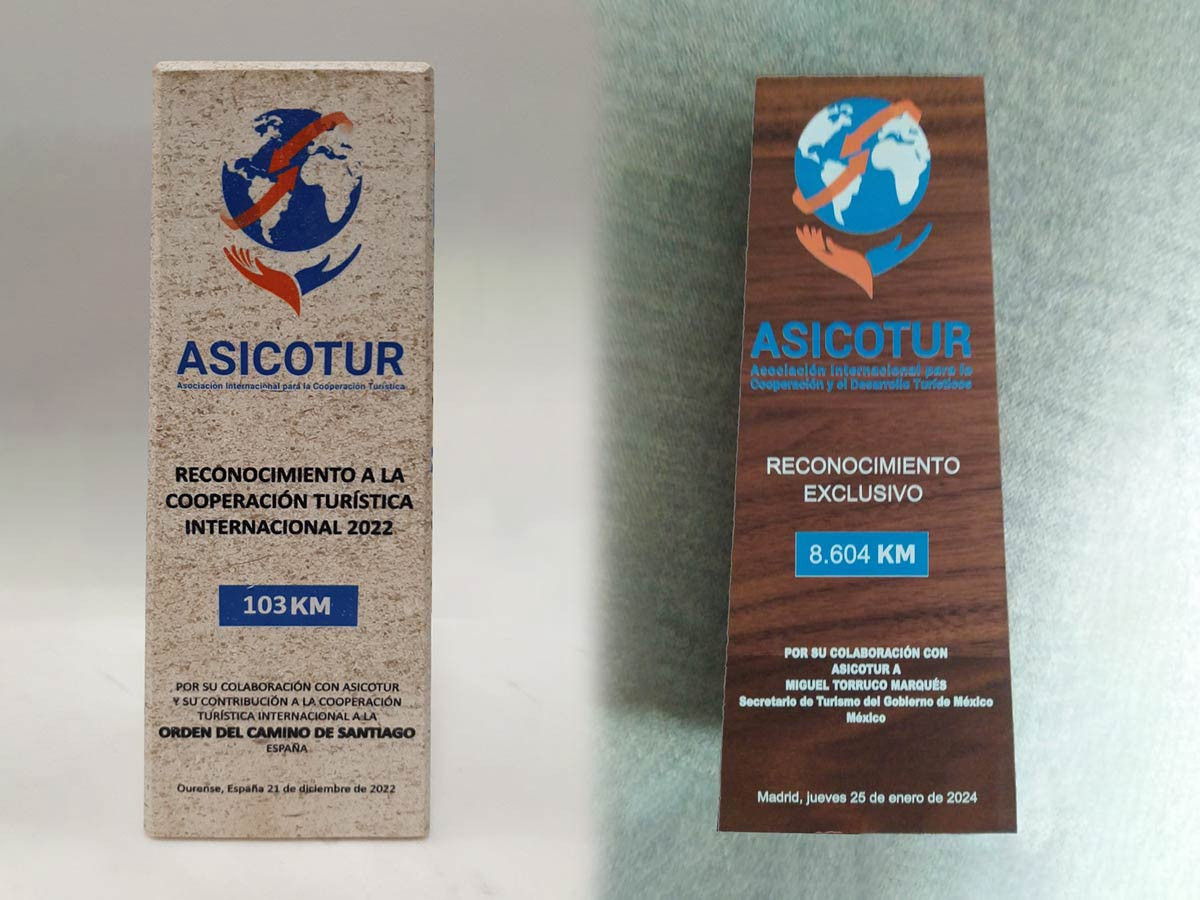 ASICOTUR
Asociación Internacional para la Cooperación Turística
RECONOCIMIENTO A LA
COOPERACIÓN TURÍSTICA
INTERNACIONAL 2022
103 KM
POR SU COLABORACIÓN CON ASICOTUR
Y SU CONTRIBUCIÓN A LA COOPERACIÓN
TURÍSTICA INTERNACIONAL A LA
ORDEN DEL CAMINO DE SANTIAGO
ESPAÑA
Ourense, España 21 de diciembre de 2022
ASICOTUR
Asociación Internacional para la
Cooperación y el Desarrollo Turísticos
RECONOCIMIENTO
EXCLUSIVO
8.604 KM
POR SU COLABORACIÓN CON
ASICOTUR A
MIGUEL TORRUCO MARQUÉS
Secretario de Turismo del Gobierno de México
México
Madrid, jueves 25 de enero de 2024